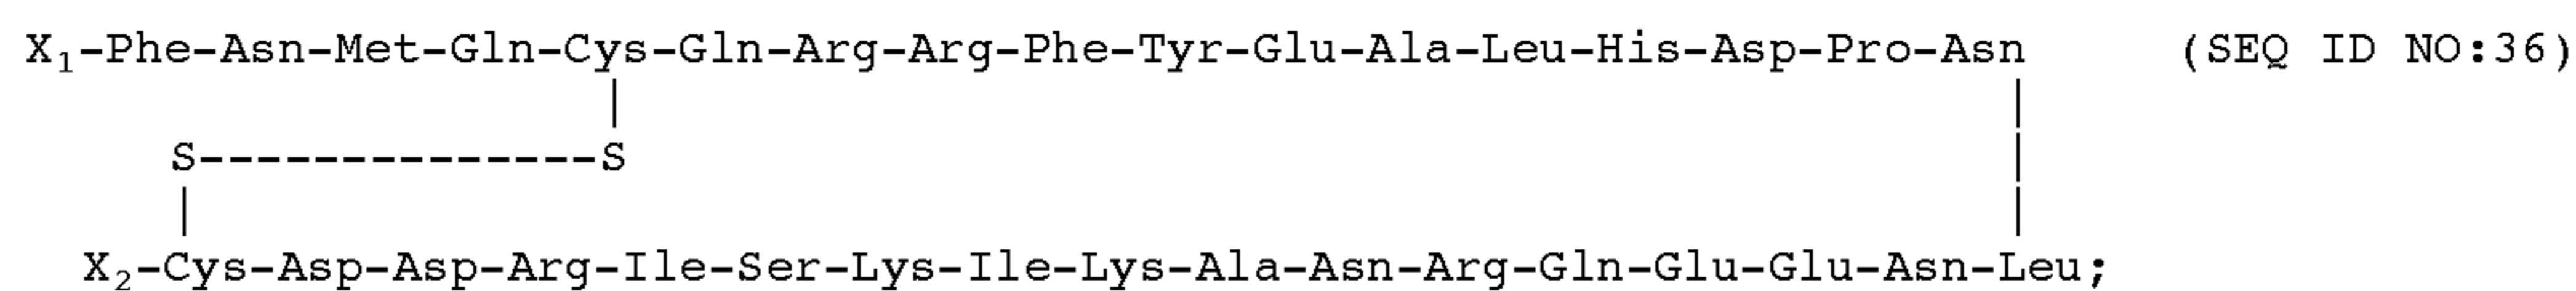 X₁-Phe-Asn-Met-Gln-Cys-Gln-Arg-Arg-Phe-Tyr-Glu-Ala-Leu-His-Asp-Pro-Asn (SEQ ID NO:36)
S--------------S
X₂-Cys-Asp-Asp-Arg-Ile-Ser-Lys-Ile-Lys-Ala-Asn-Arg-Gln-Glu-Glu-Asn-Leu;